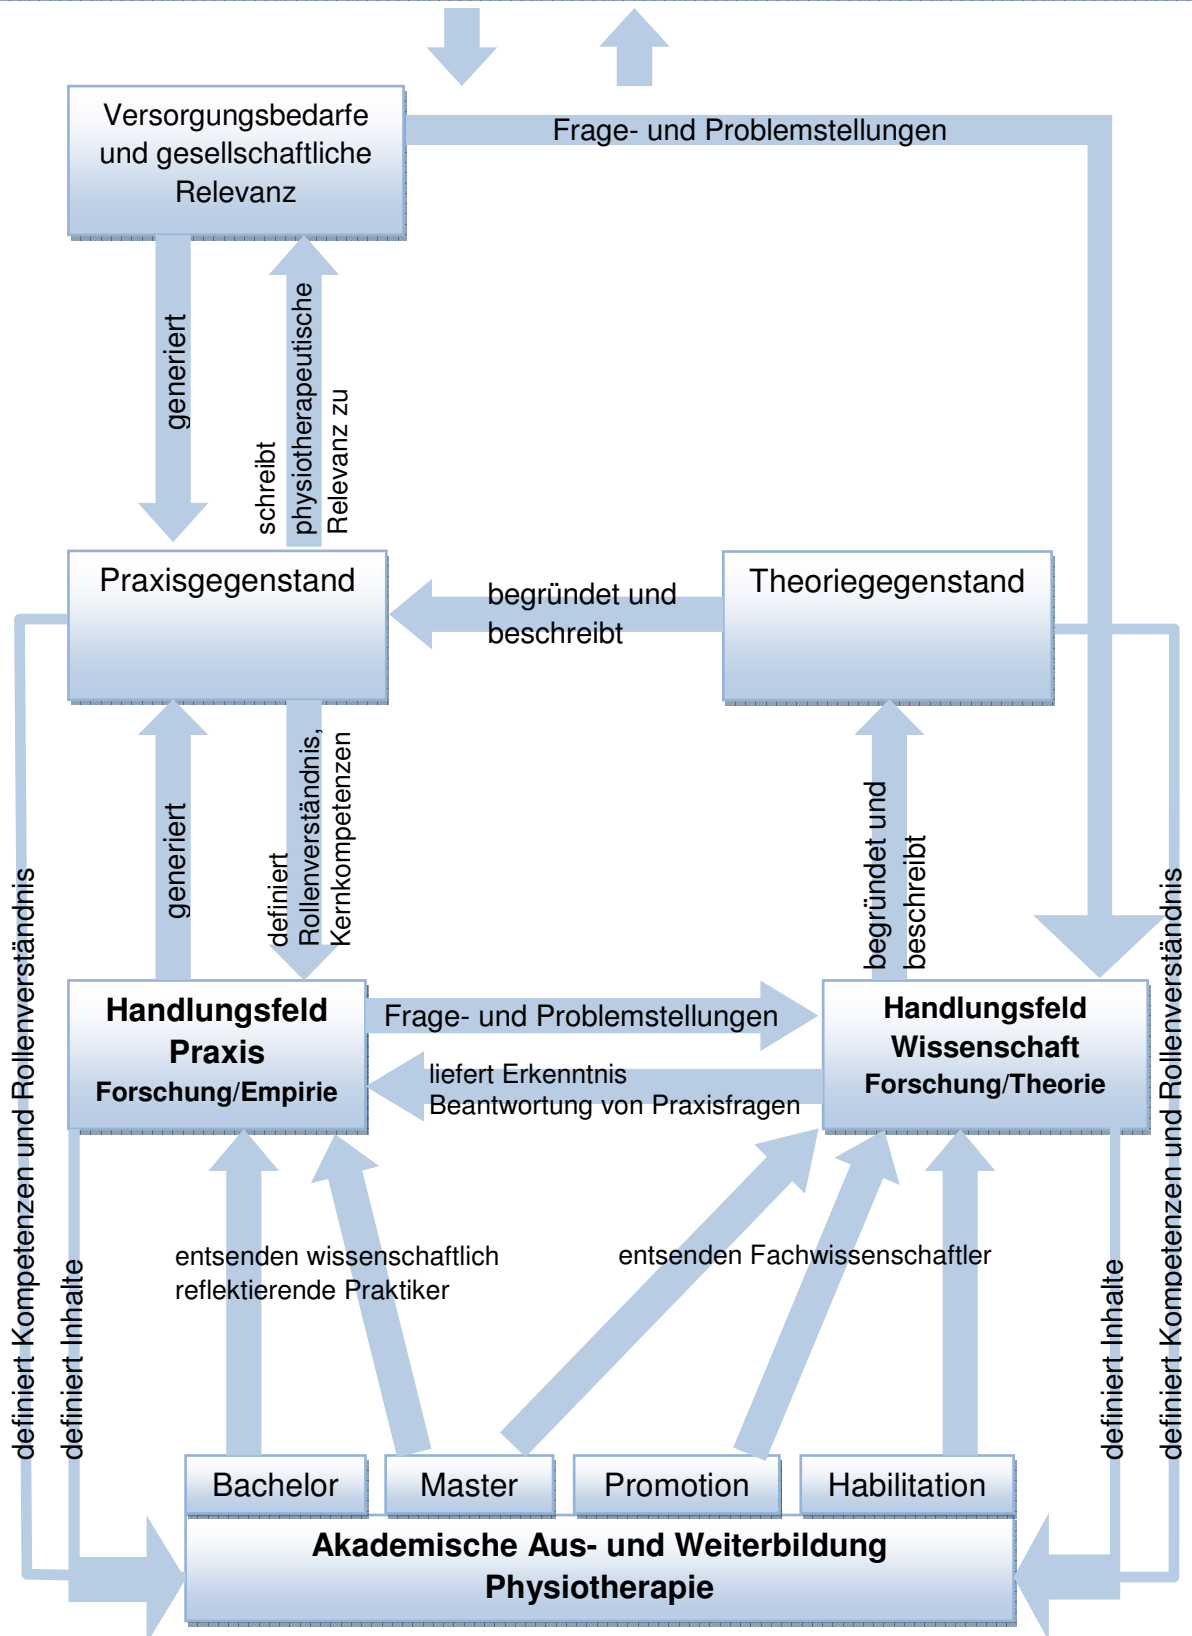 Versorgungsbedarfe
und gesellschaftliche
Relevanz
Frage- und Problemstellungen
generiert
schreibt
physiotherapeutische
Relevanz zu
Praxisgegenstand
begründet und
beschreibt
Theoriegegenstand
generiert
definiert
Rollenverständnis,
Kernkompetenzen
begründet und
beschreibt
Handlungsfeld
Praxis
Forschung/Empirie
Frage- und Problemstellungen
liefert Erkenntnis
Beantwortung von Praxisfragen
Handlungsfeld
Wissenschaft
Forschung/Theorie
definiert Kompetenzen und Rollenverständnis
definiert Inhalte
entsenden wissenschaftlich
reflektierende Praktiker
entsenden Fachwissenschaftler
definiert Inhalte
definiert Kompetenzen und Rollenverständnis
Bachelor
Master
Promotion
Habilitation
Akademische Aus- und Weiterbildung
Physiotherapie